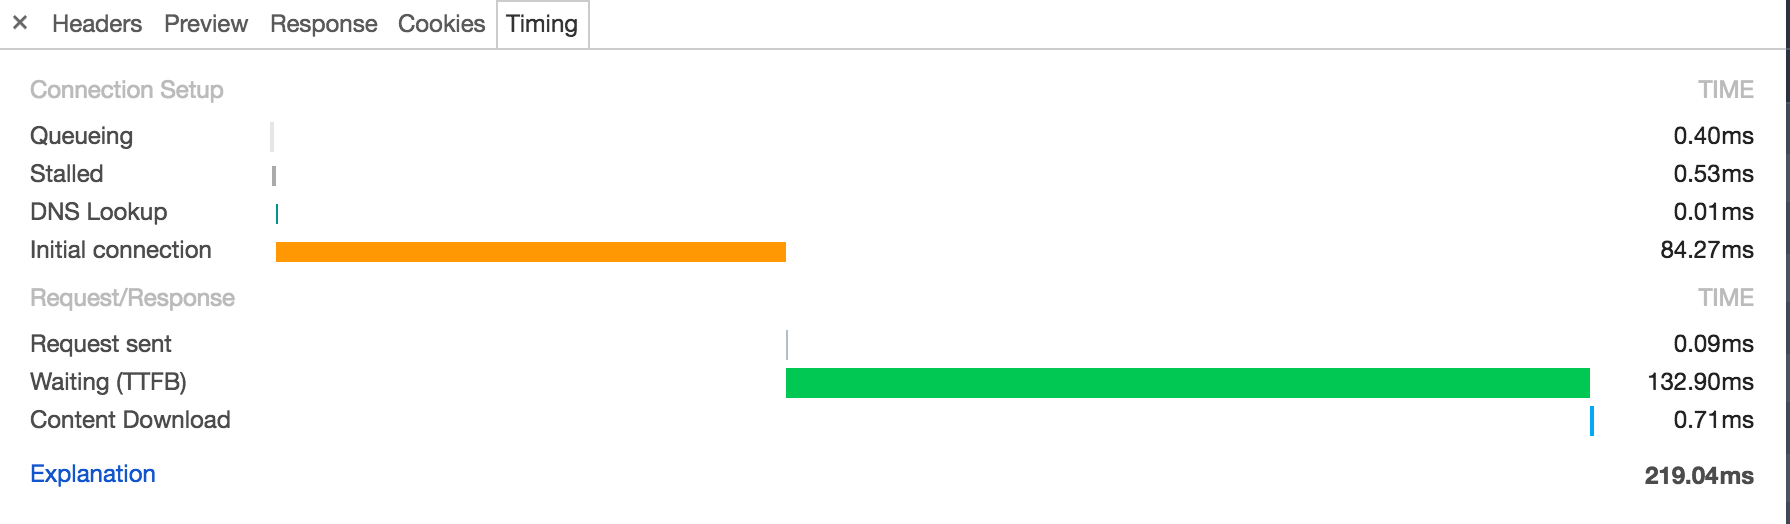 × Headers Preview Response Cookies Timing
Connection Setup TIME
Queueing 0.40ms
Stalled 0.53ms
DNS Lookup 0.01ms
Initial connection 84.27ms
Request/Response TIME
Request sent 0.09ms
Waiting (TTFB) 132.90ms
Content Download 0.71ms
Explanation 219.04ms